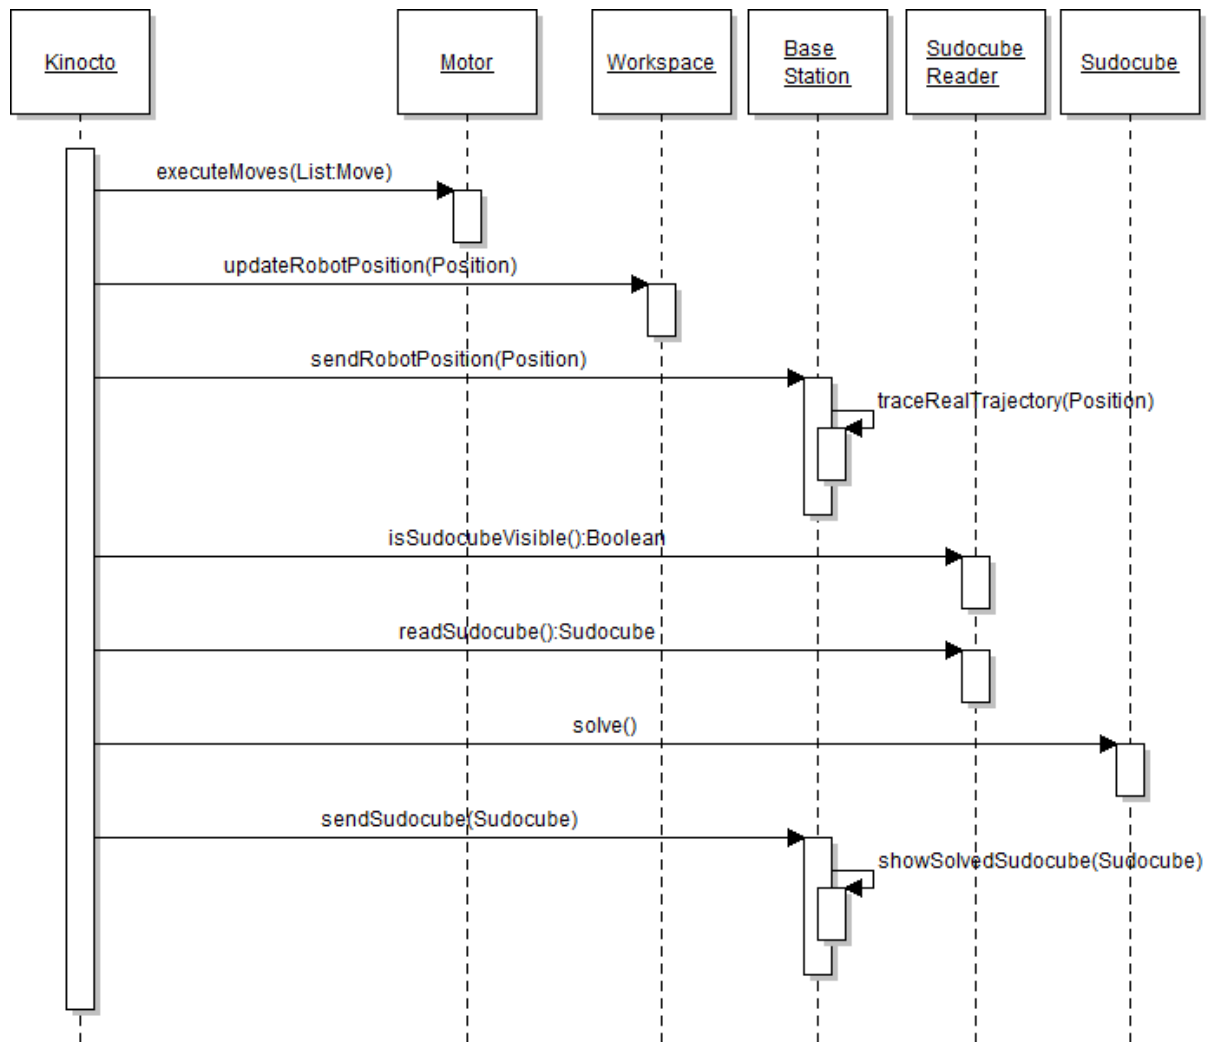 Kinocto
Motor
Workspace
Base
Station
Sudocube
Reader
Sudocube
executeMoves(List:Move)
updateRobotPosition(Position)
sendRobotPosition(Position)
traceRealTrajectory(Position)
isSudocubeVisible():Boolean
readSudocube():Sudocube
solve()
sendSudocube(Sudocube)
showSolvedSudocube(Sudocube)